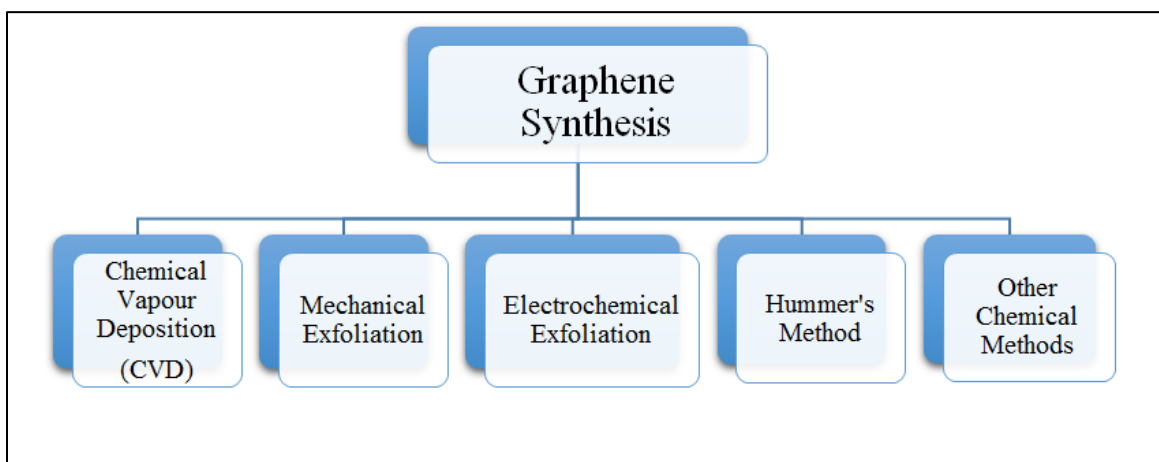 Graphene
Synthesis
Chemical
Vapour
Deposition
(CVD)
Mechanical
Exfoliation
Electrochemical
Exfoliation
Hummer's
Method
Other
Chemical
Methods